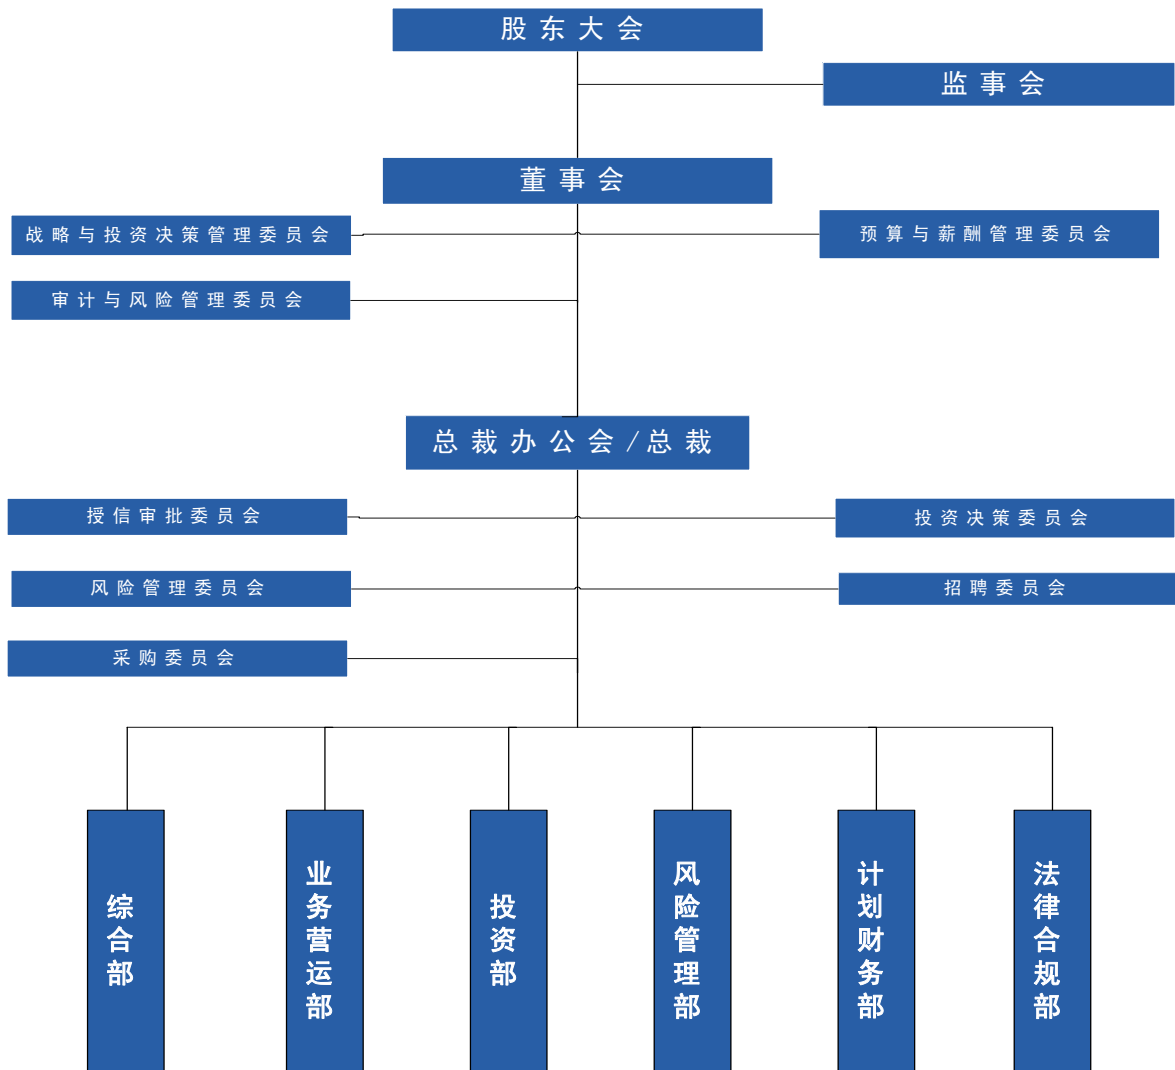 股东大会
监事会
董事会
战略与投资决策管理委员会
预算与薪酬管理委员会
审计与风险管理委员会
总裁办公会/总裁
授信审批委员会
投资决策委员会
风险管理委员会
招聘委员会
采购委员会
综合部
业务营运部
投资部
风险管理部
计划财务部
法律合规部